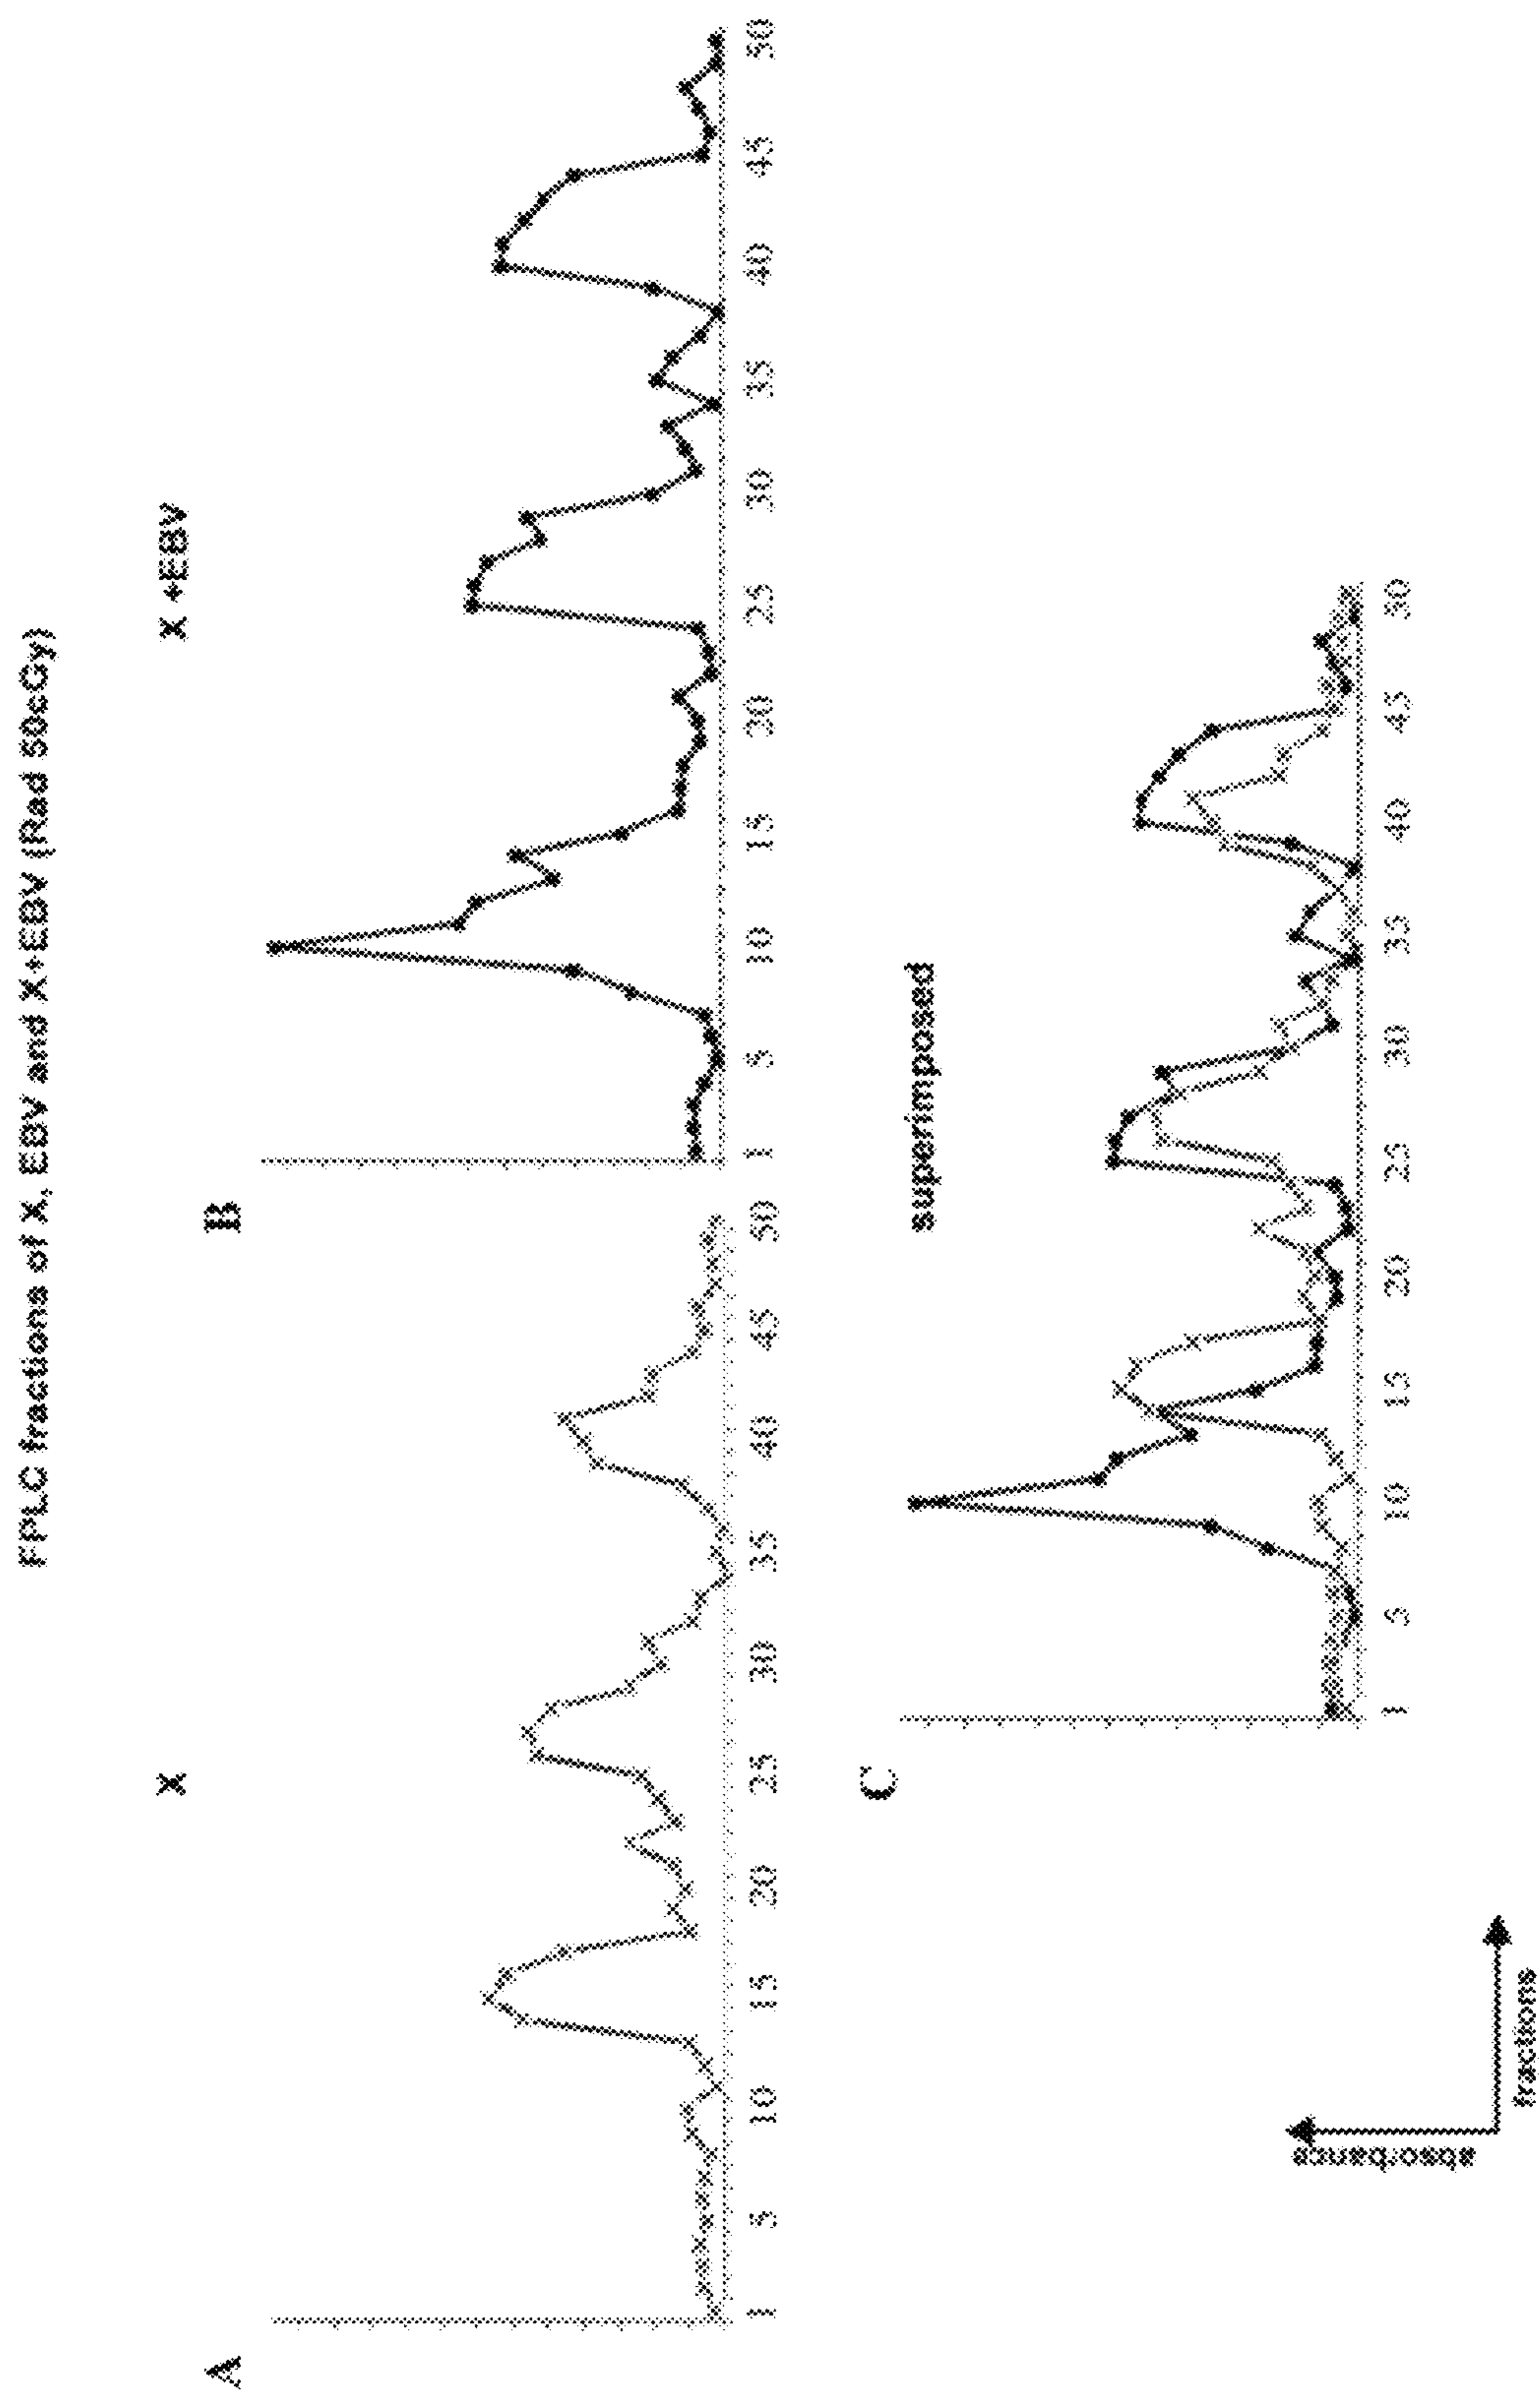 FPLC fractions of X, EBV and X+EBV (Rad 50cGy)
A
X
1 5 10 15 20 25 30 35 40 45 50
B
X +EBV
1 5 10 15 20 25 30 35 40 45 50
C
superimposed
1 5 10 15 20 25 30 35 40 45 50
absorbance
fractions